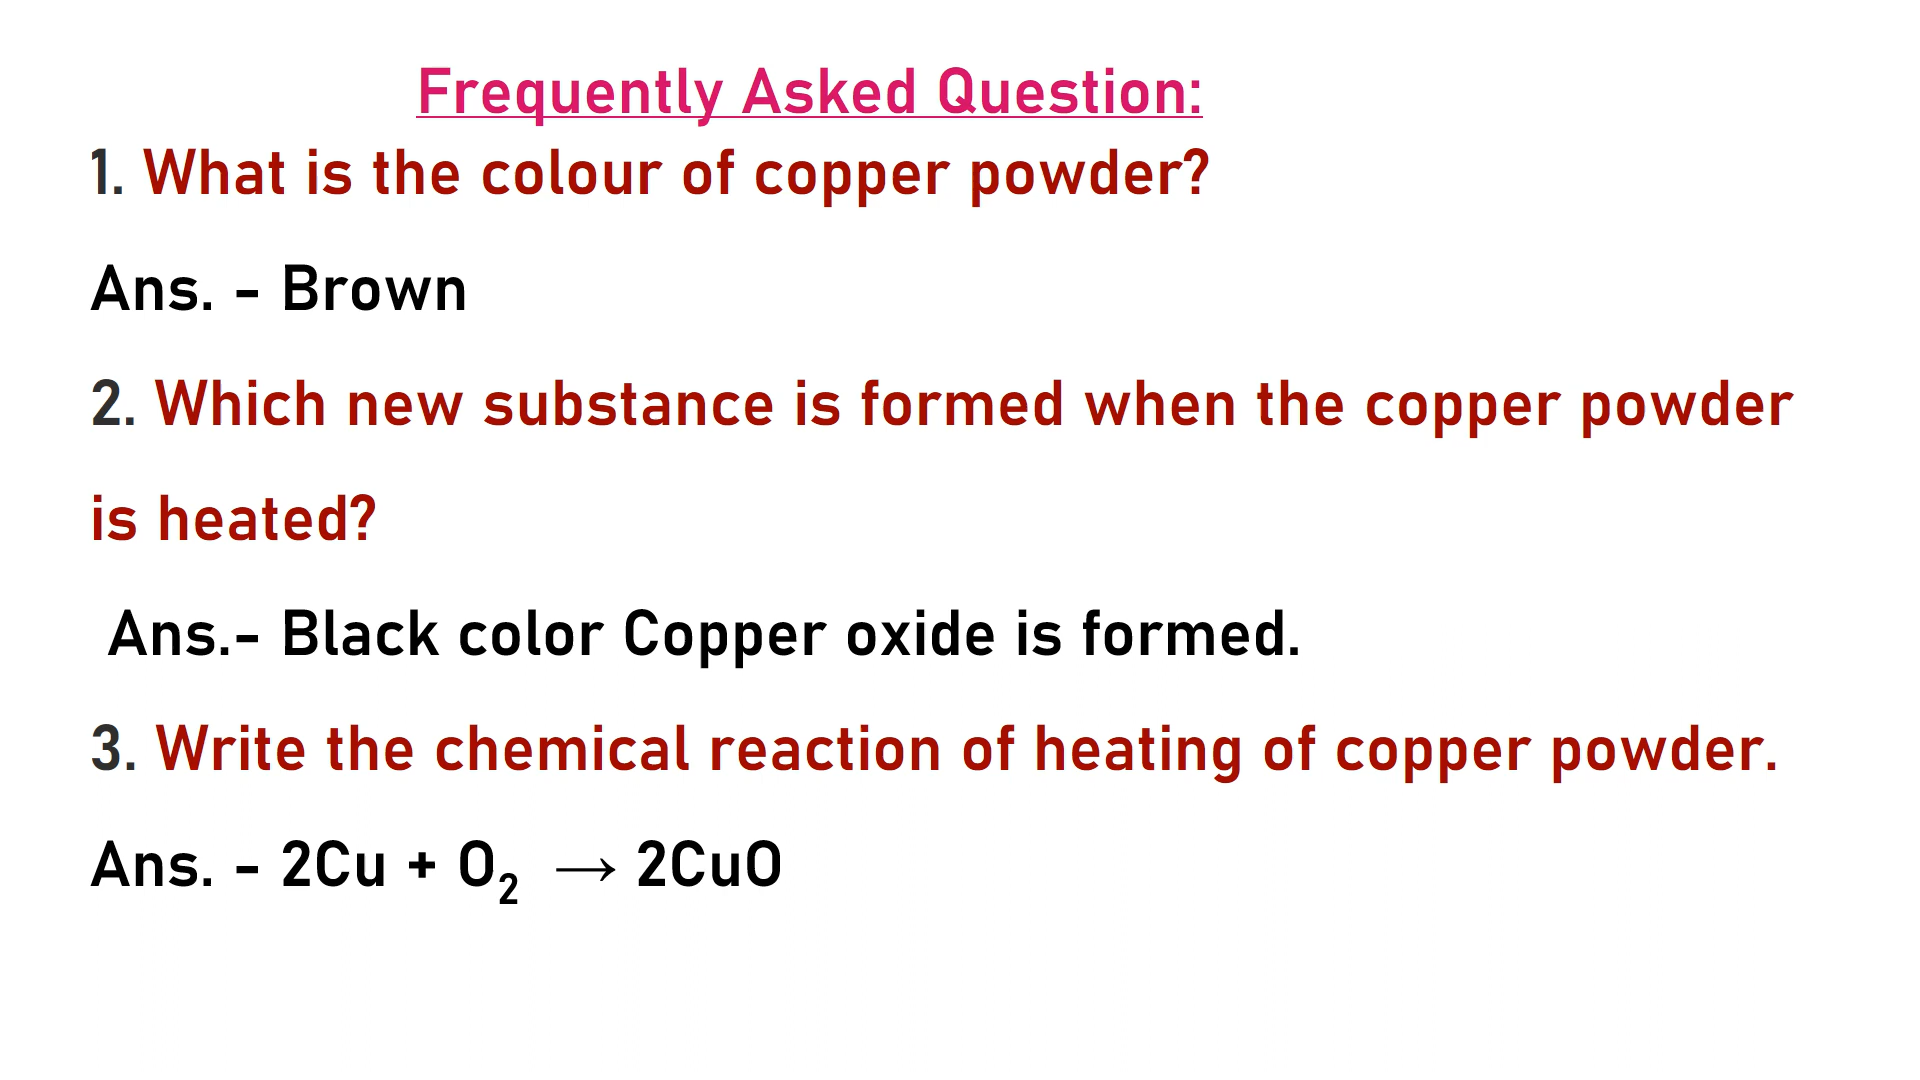 Frequently Asked Question:
1. What is the colour of copper powder?
Ans. - Brown
2. Which new substance is formed when the copper powder
is heated?
Ans.- Black color Copper oxide is formed.
3. Write the chemical reaction of heating of copper powder.
Ans. - 2Cu + O₂ → 2CuO